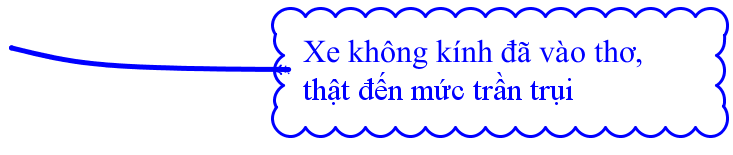 Xe không kính đã vào thơ,
thật đến mức trần trụi